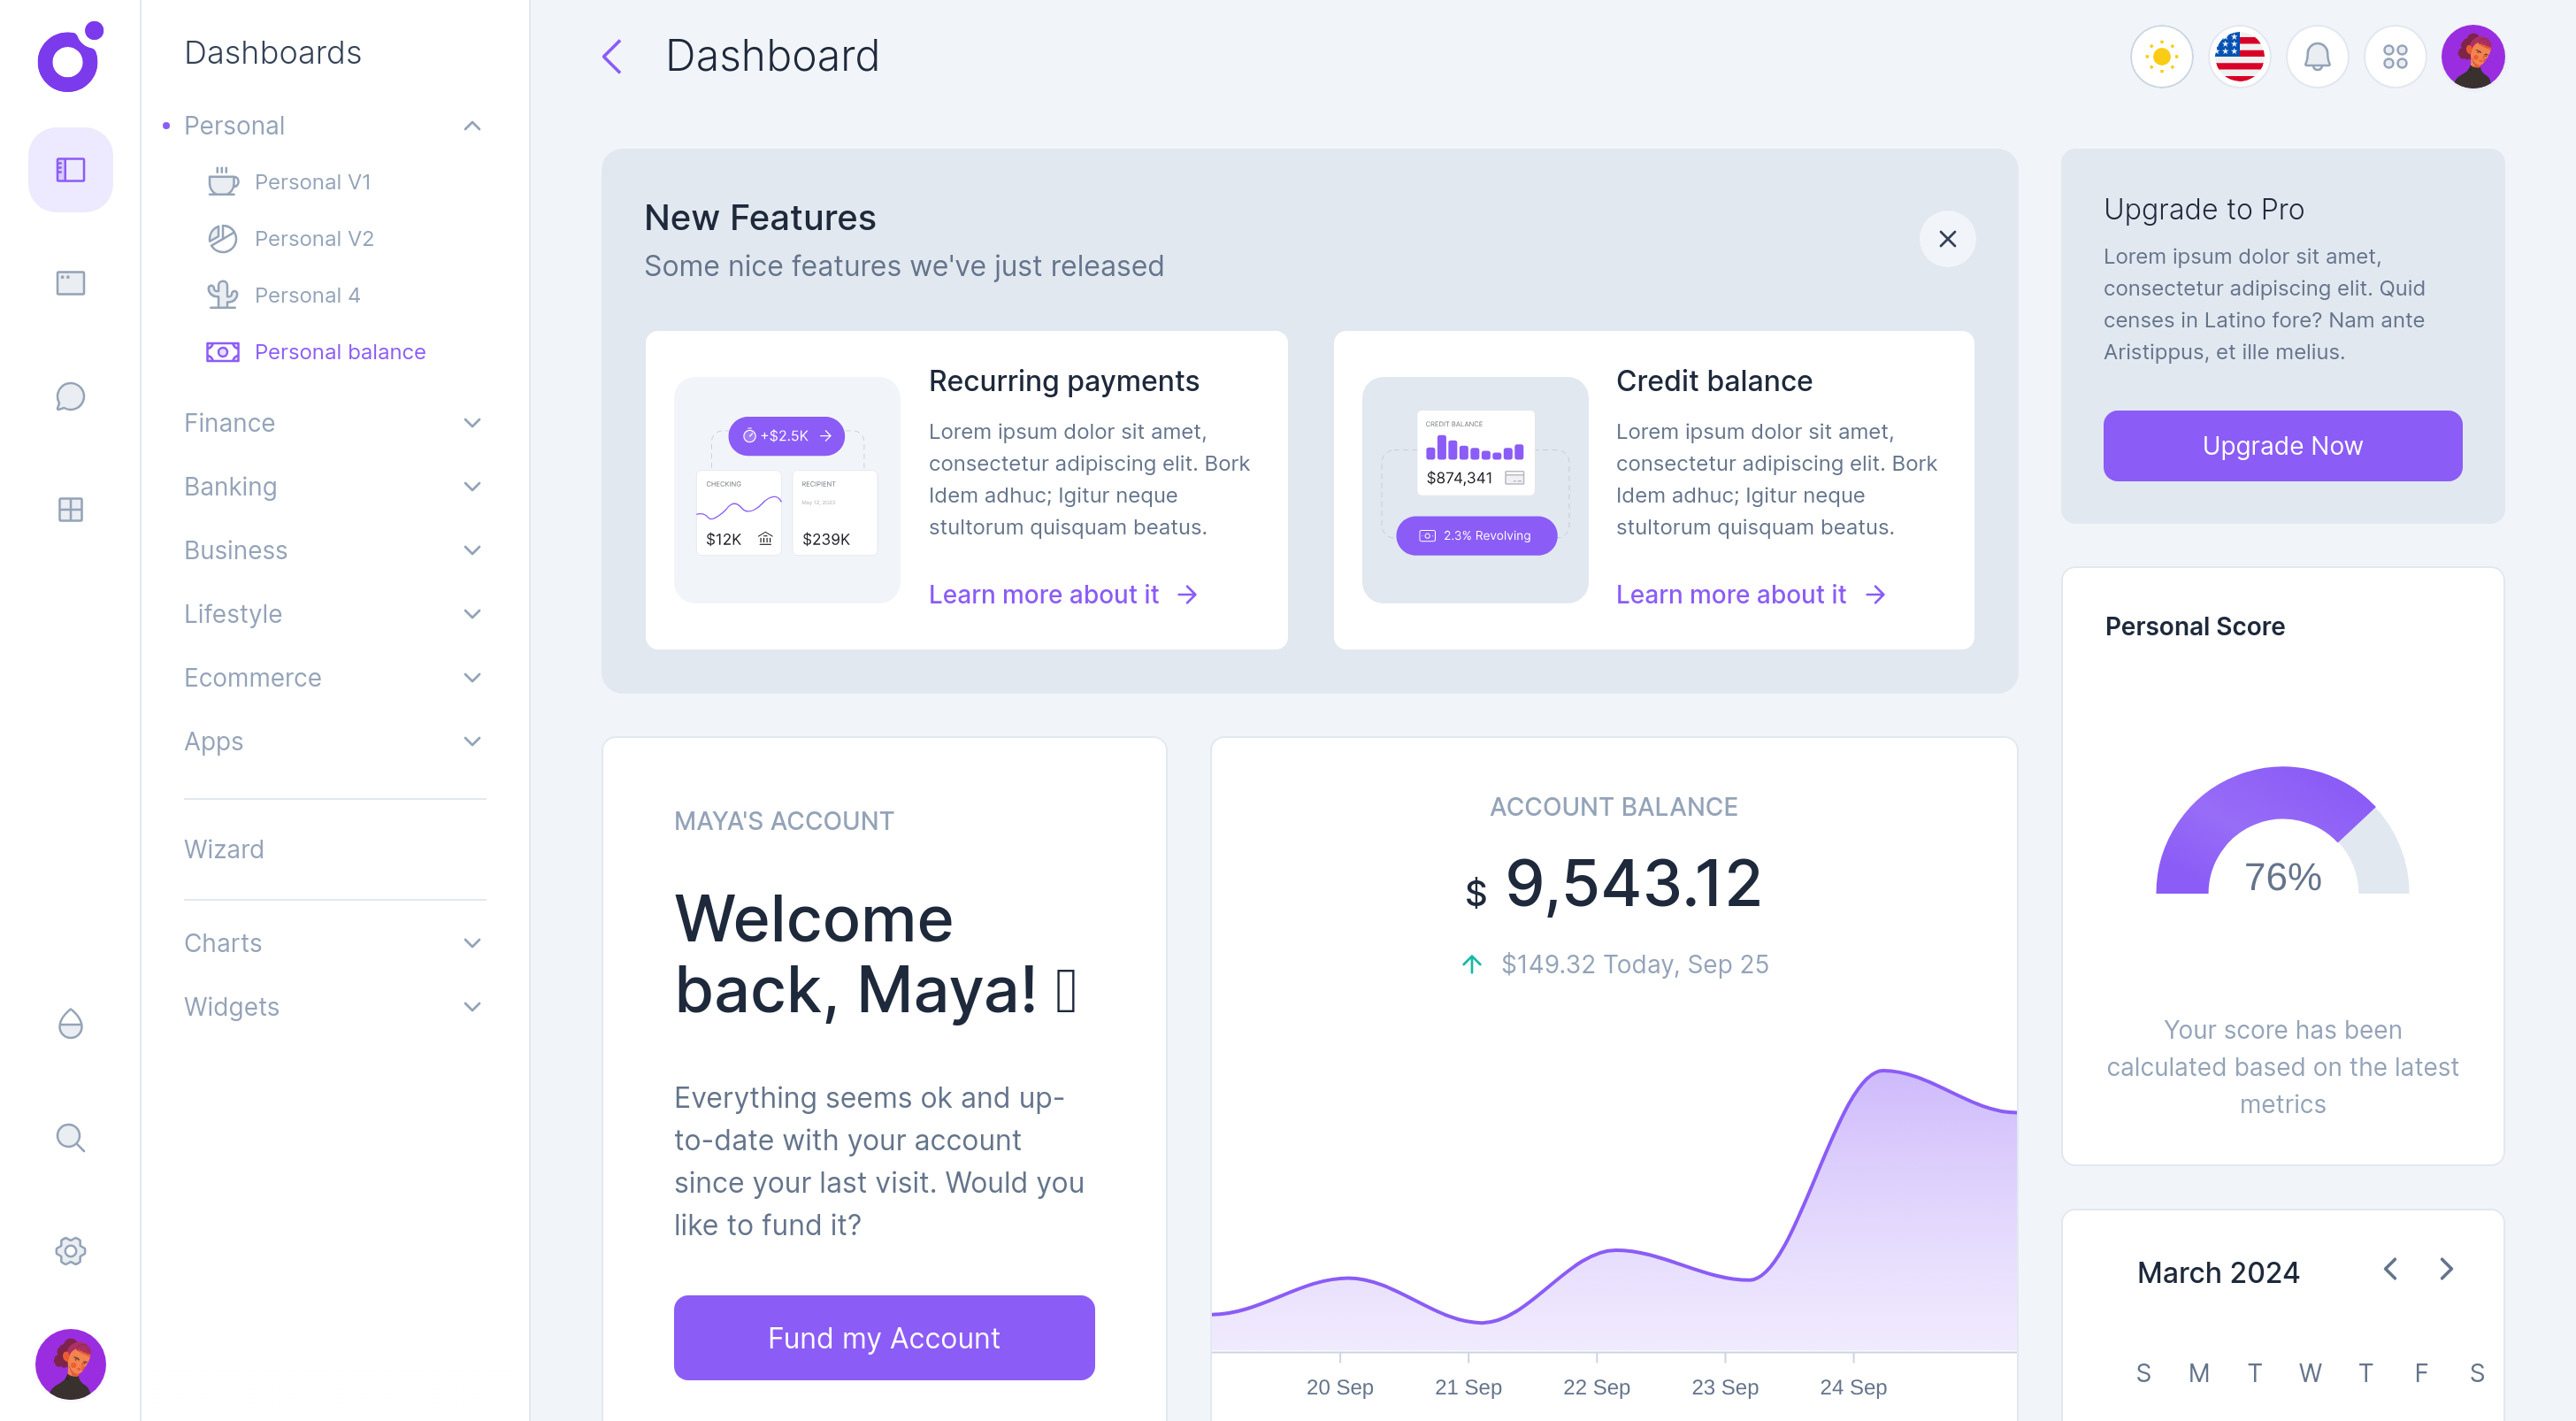 Dashboards
Personal
Personal V1
Personal V2
Personal 4
Personal balance
Finance
Banking
Business
Lifestyle
Ecommerce
Apps
Wizard
Charts
Widgets
Dashboard
New Features
Some nice features we've just released
+$2.5K
CHECKING
$12K
RECIPIENT
May 12, 2023
$239K
Recurring payments
Lorem ipsum dolor sit amet,
consectetur adipiscing elit. Bork
Idem adhuc; Igitur neque
stultorum quisquam beatus.
Learn more about it
CREDIT BALANCE
$874,341
2.3% Revolving
Credit balance
Lorem ipsum dolor sit amet,
consectetur adipiscing elit. Bork
Idem adhuc; Igitur neque
stultorum quisquam beatus.
Learn more about it
MAYA'S ACCOUNT
Welcome
back, Maya!
Everything seems ok and up-
to-date with your account
since your last visit. Would you
like to fund it?
Fund my Account
ACCOUNT BALANCE
$ 9,543.12
$149.32 Today, Sep 25
20 Sep 21 Sep 22 Sep 23 Sep 24 Sep
Upgrade to Pro
Lorem ipsum dolor sit amet,
consectetur adipiscing elit. Quid
censes in Latino fore? Nam ante
Aristippus, et ille melius.
Upgrade Now
Personal Score
76%
Your score has been
calculated based on the latest
metrics
March 2024
S M T W T F S